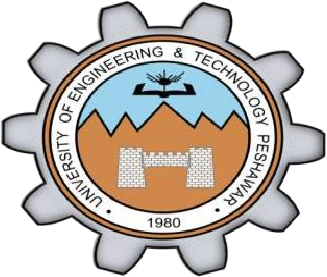 · UNIVERSITY OF ENGINEERING & TECHNOLOGY PESHAWAR ·
1980